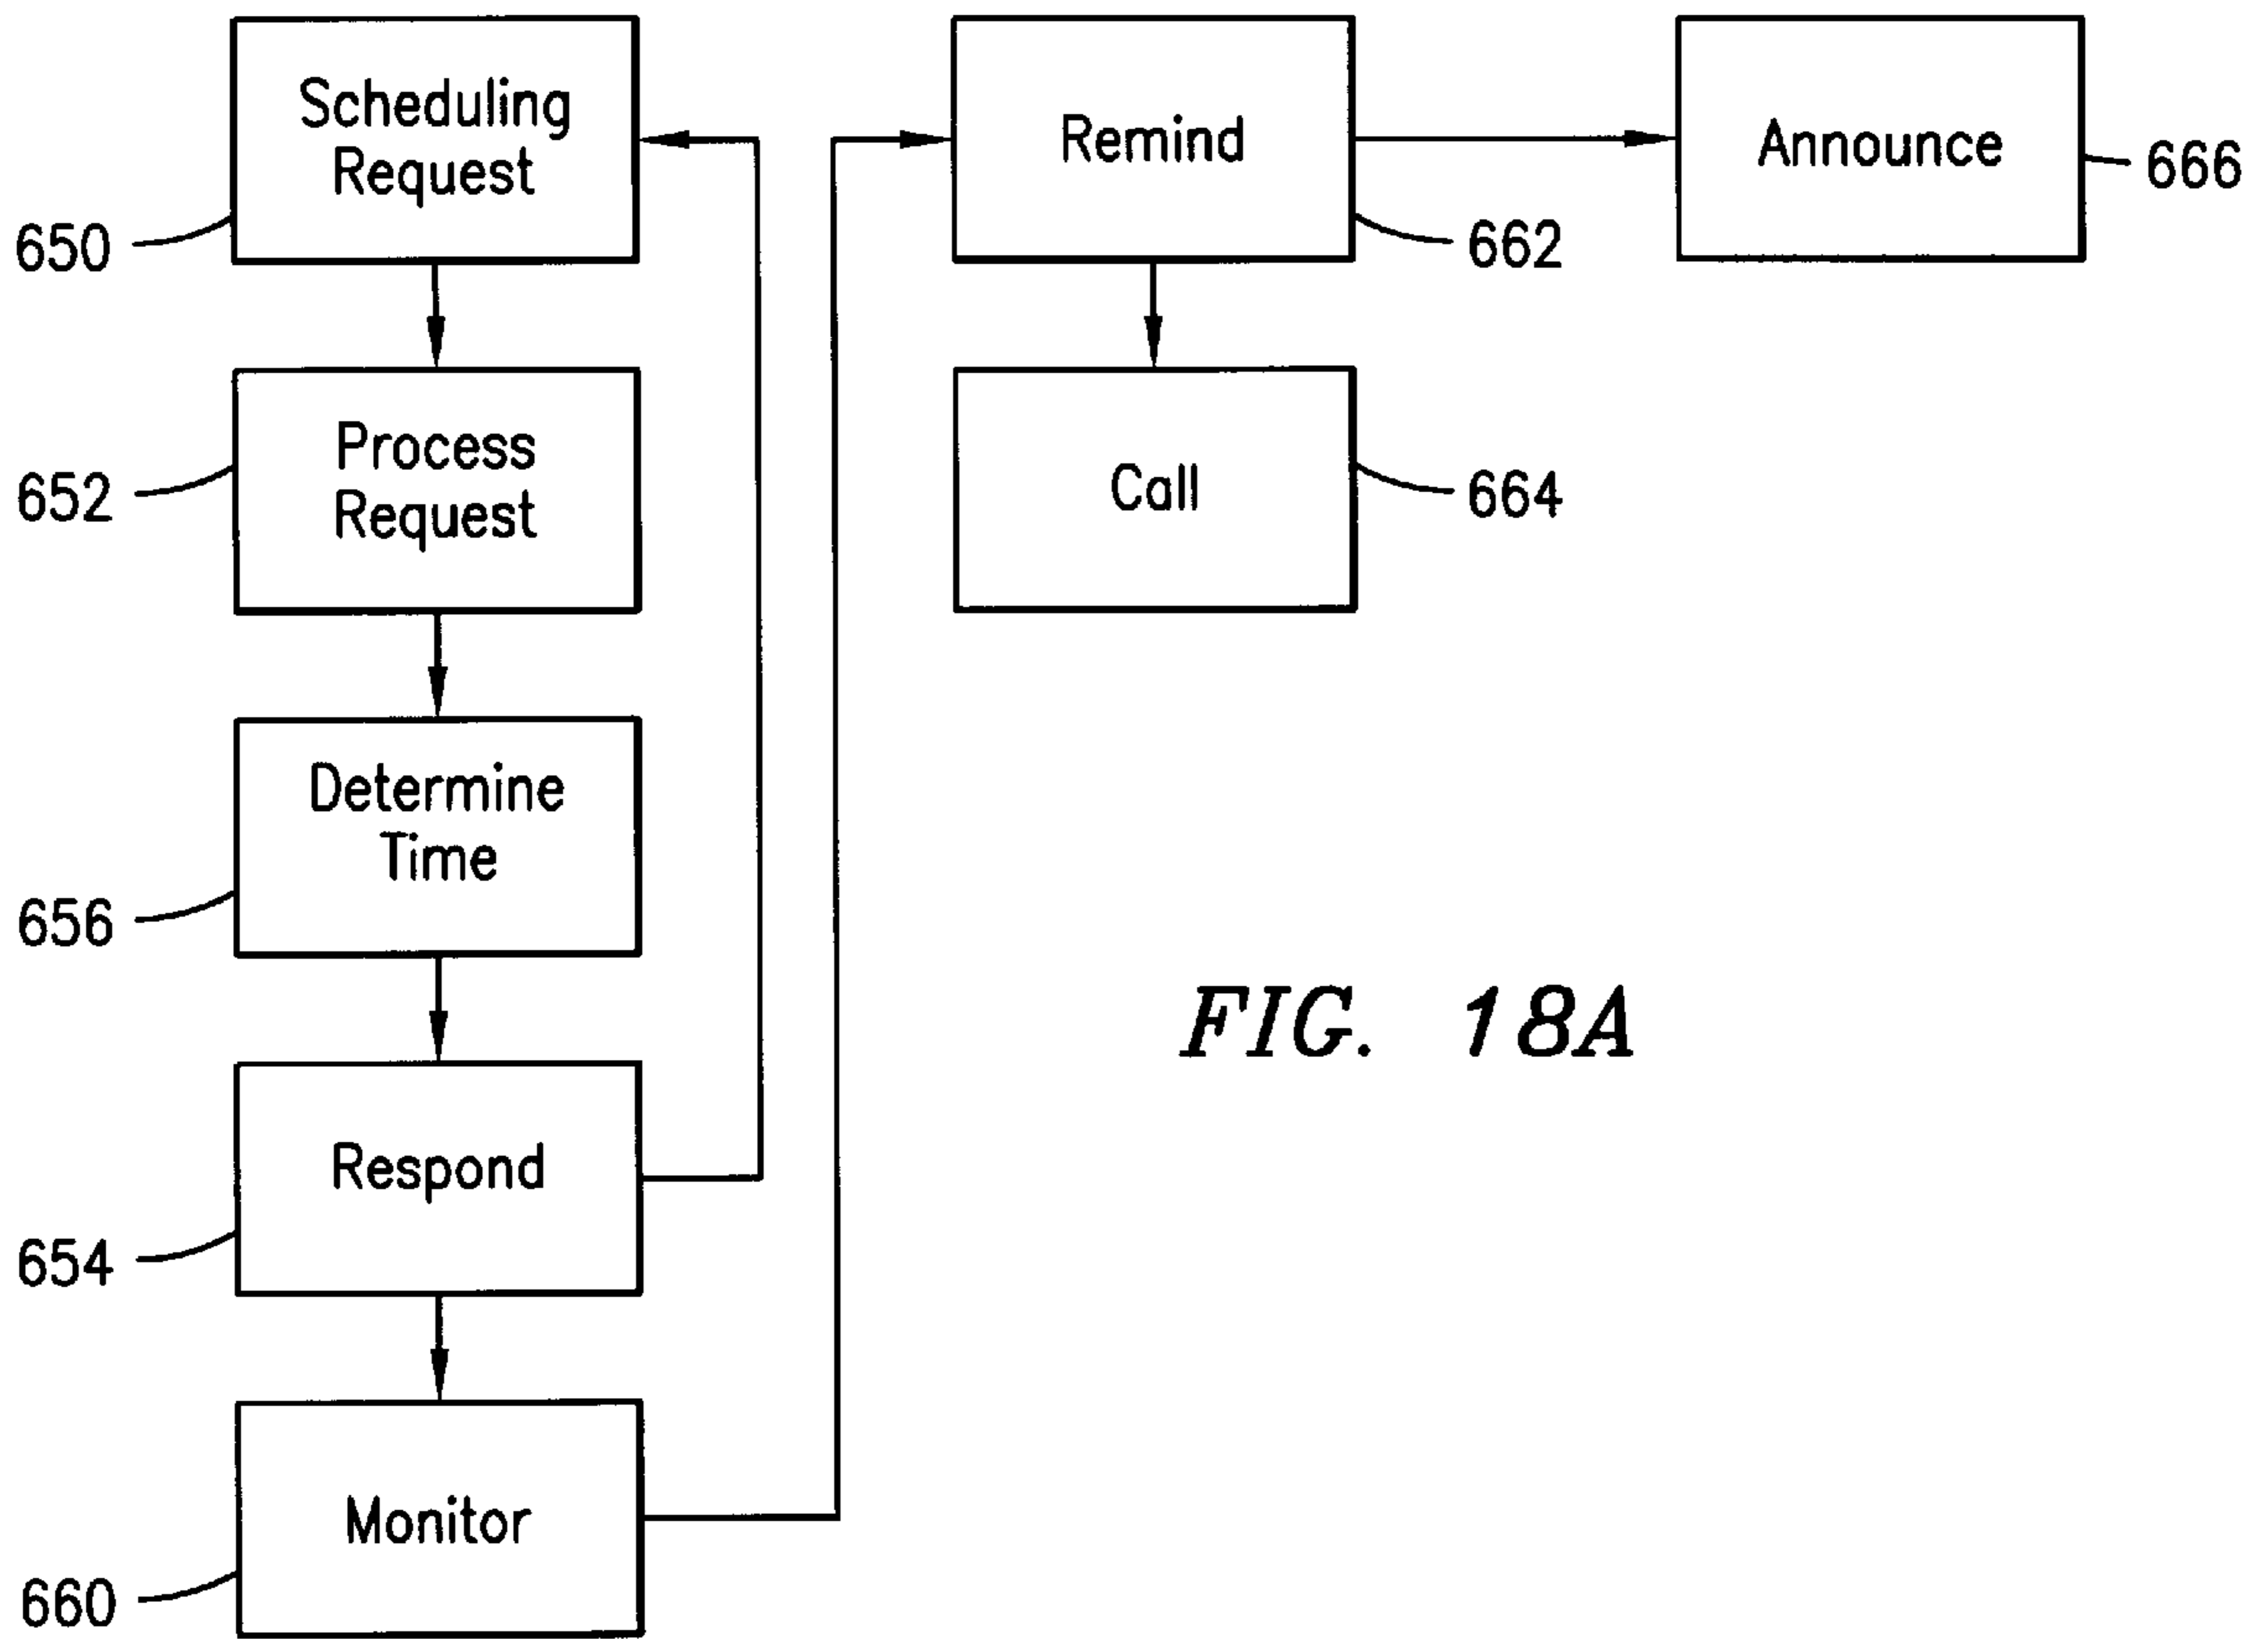 Scheduling
Request
650
Process
Request
652
Determine
Time
656
Respond
654
Monitor
660
Remind
662
Call
664
Announce
666
FIG. 18A